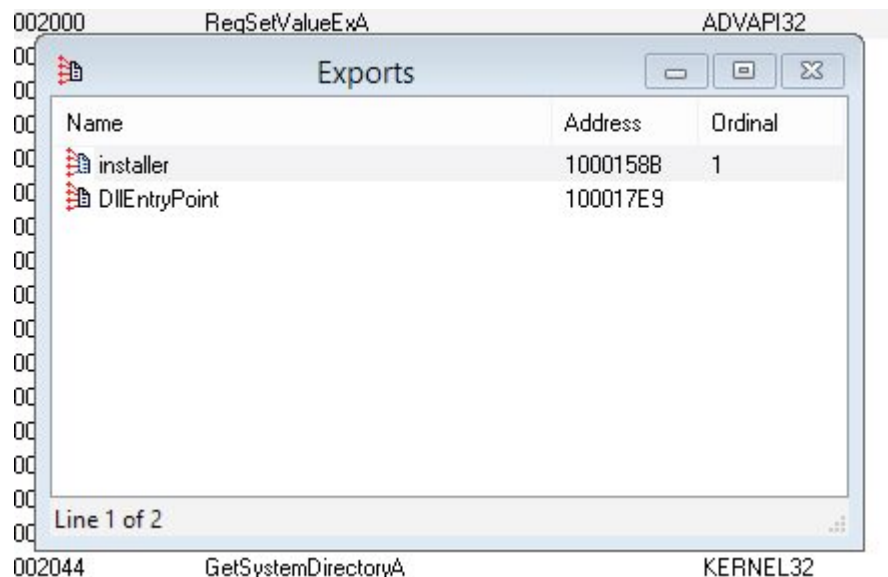 002000 RegSetValueExA ADVAPI32
Exports
Name Address Ordinal
installer 1000158B 1
DllEntryPoint 100017E9
Line 1 of 2
002044 GetSystemDirectoryA KERNEL32